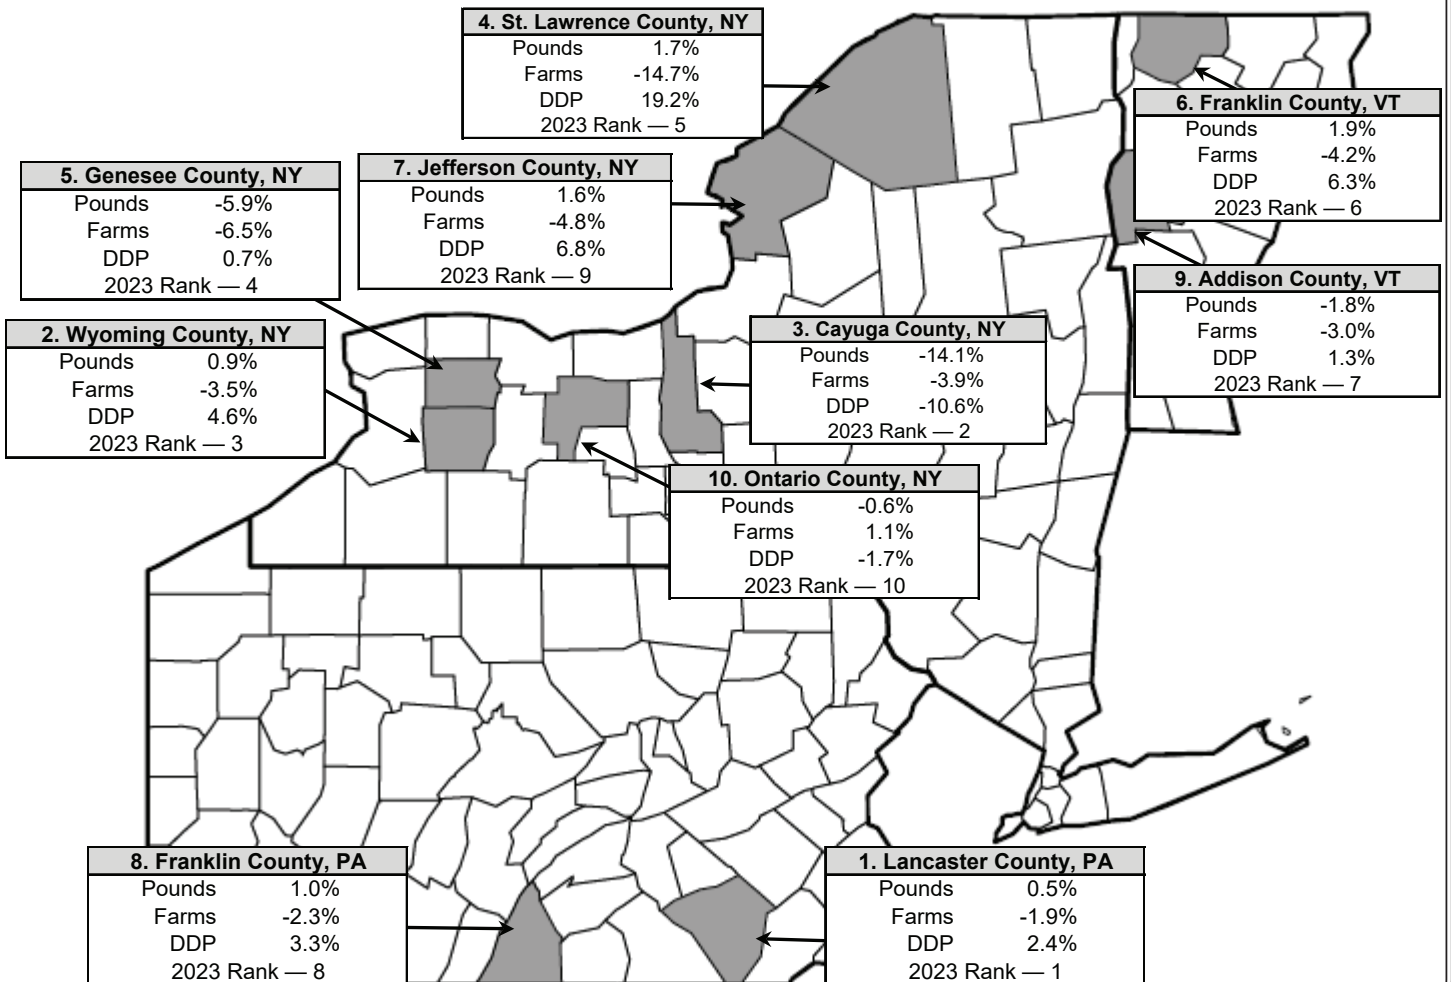 4. St. Lawrence County, NY
Pounds 1.7%
Farms -14.7%
DDP 19.2%
2023 Rank — 5
6. Franklin County, VT
Pounds 1.9%
Farms -4.2%
DDP 6.3%
2023 Rank — 6
5. Genesee County, NY
Pounds -5.9%
Farms -6.5%
DDP 0.7%
2023 Rank — 4
7. Jefferson County, NY
Pounds 1.6%
Farms -4.8%
DDP 6.8%
2023 Rank — 9
9. Addison County, VT
Pounds -1.8%
Farms -3.0%
DDP 1.3%
2023 Rank — 7
2. Wyoming County, NY
Pounds 0.9%
Farms -3.5%
DDP 4.6%
2023 Rank — 3
3. Cayuga County, NY
Pounds -14.1%
Farms -3.9%
DDP -10.6%
2023 Rank — 2
10. Ontario County, NY
Pounds -0.6%
Farms 1.1%
DDP -1.7%
2023 Rank — 10
8. Franklin County, PA
Pounds 1.0%
Farms -2.3%
DDP 3.3%
2023 Rank — 8
1. Lancaster County, PA
Pounds 0.5%
Farms -1.9%
DDP 2.4%
2023 Rank — 1